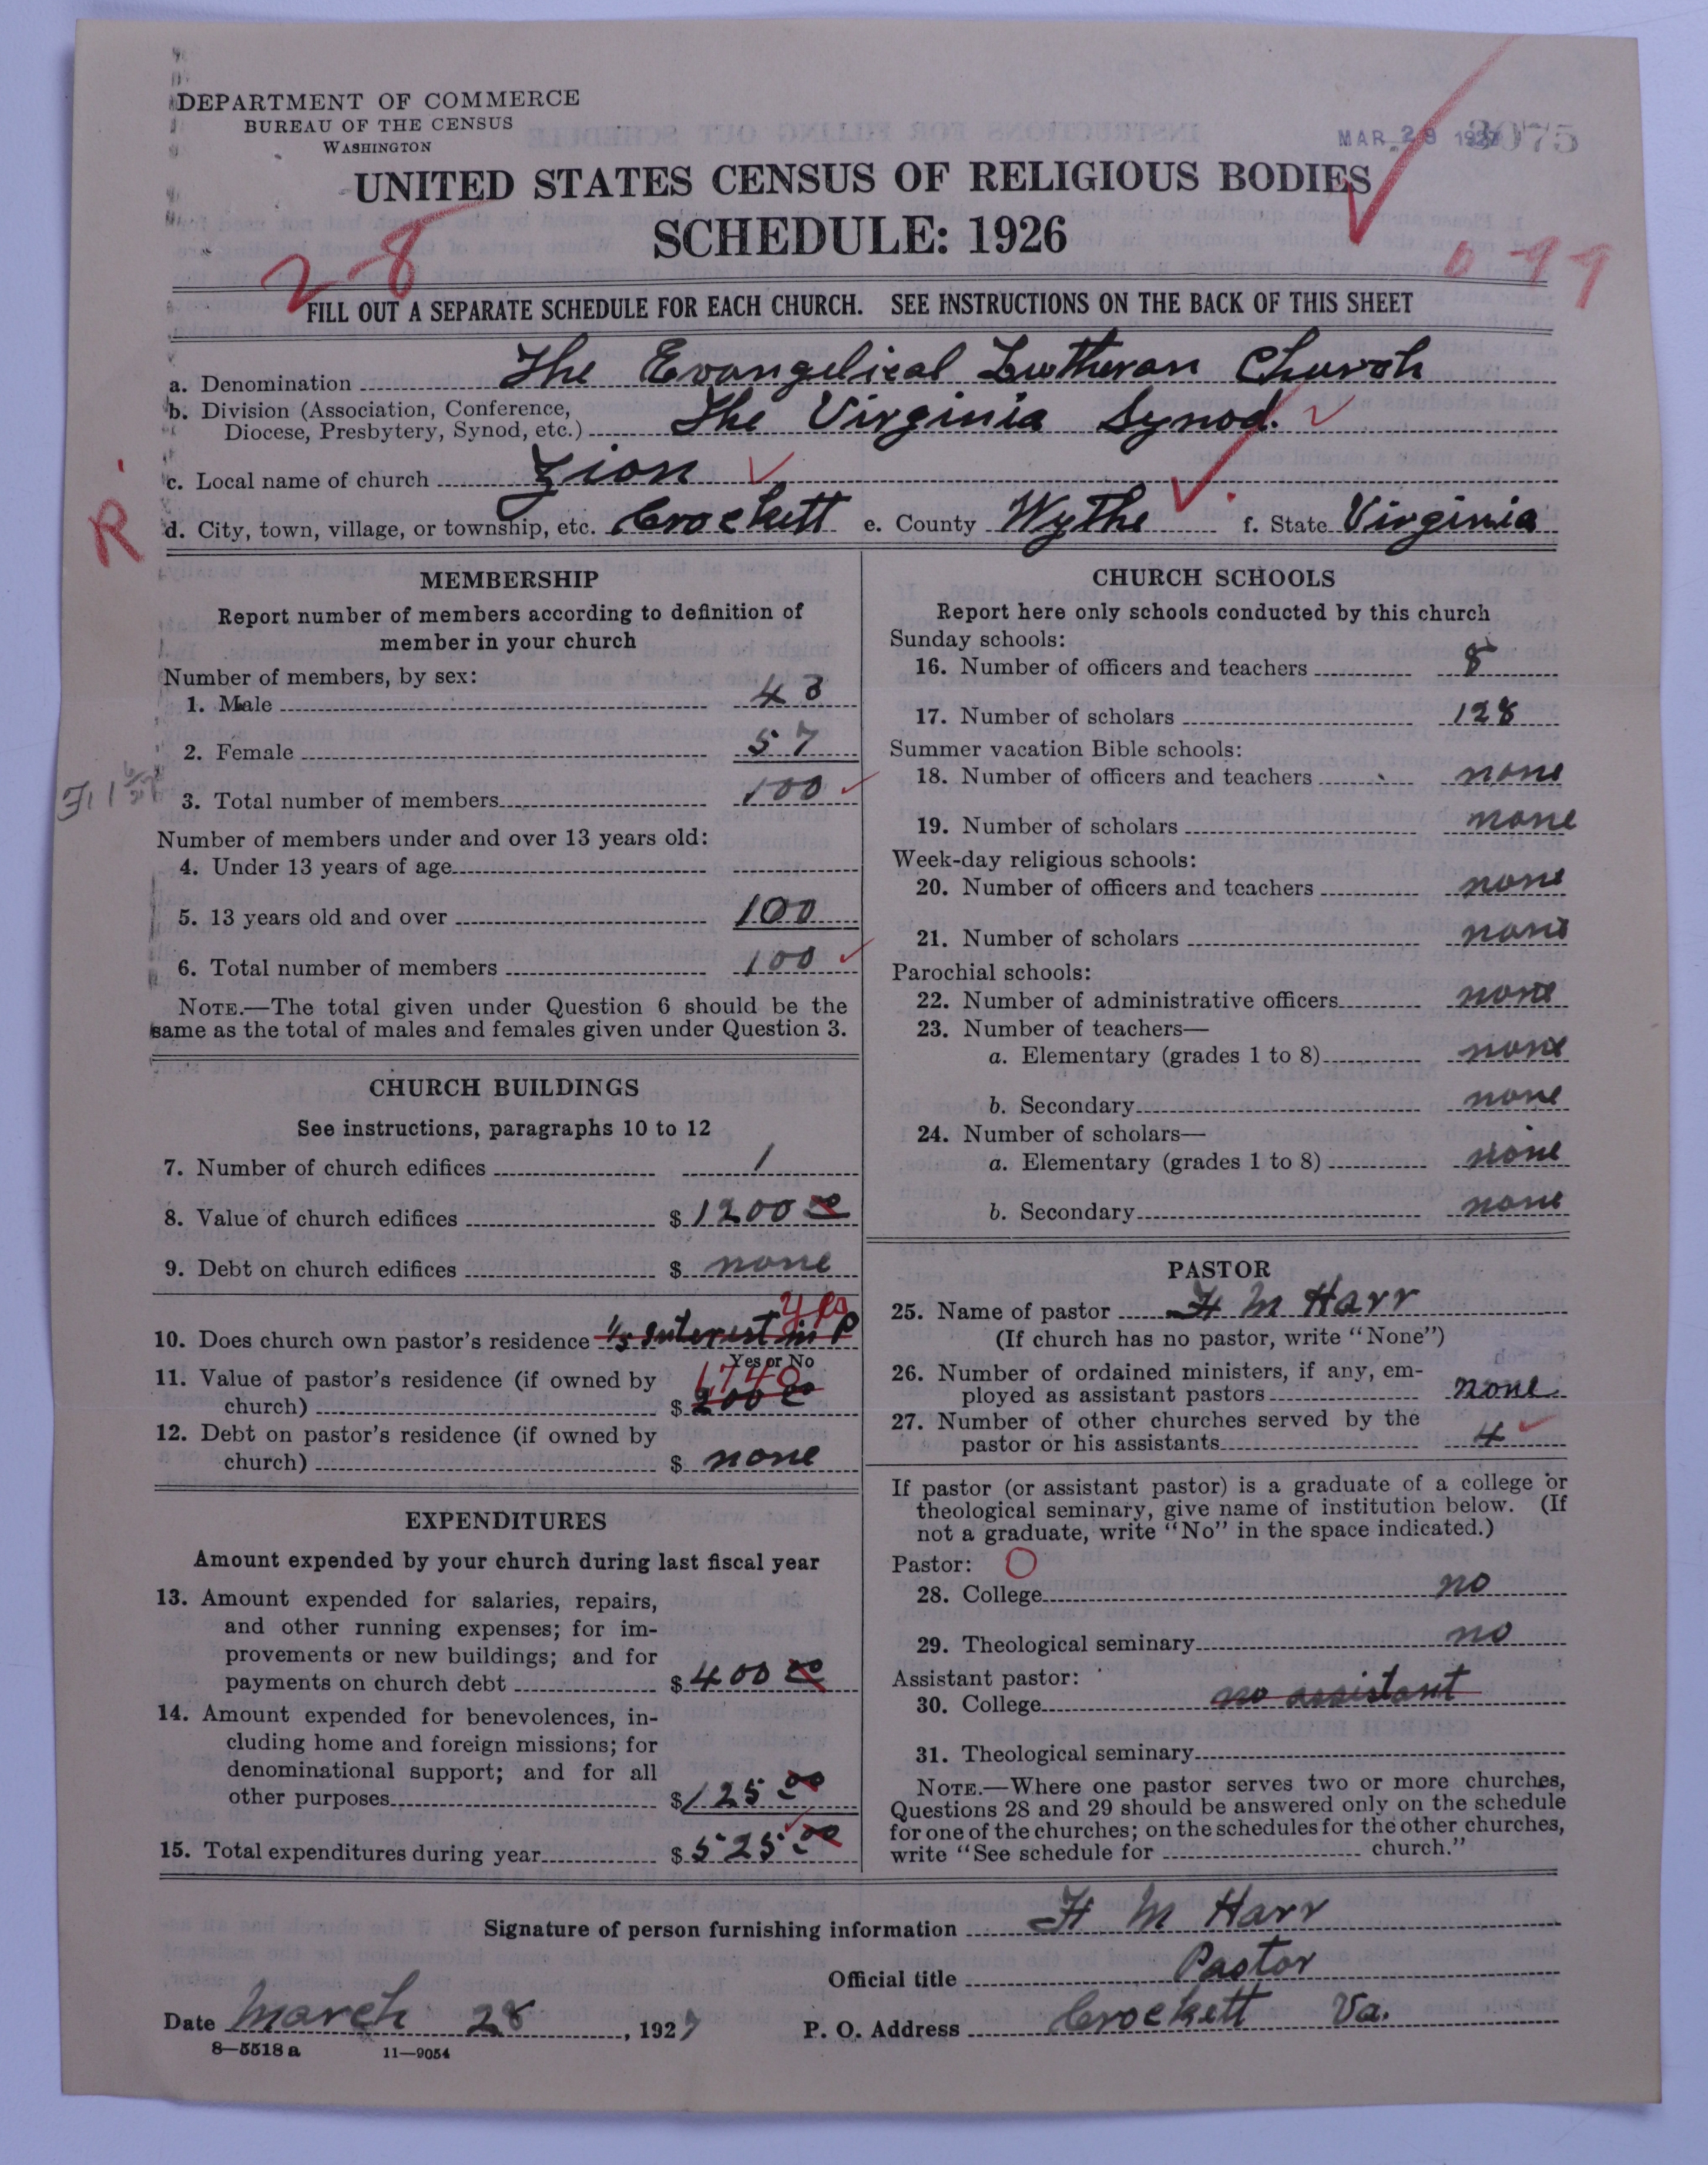 DEPARTMENT OF COMMERCE
BUREAU OF THE CENSUS
WASHINGTON
MAR 29 1927
3075
UNITED STATES CENSUS OF RELIGIOUS BODIES
SCHEDULE: 1926
28
099
FILL OUT A SEPARATE SCHEDULE FOR EACH CHURCH. SEE INSTRUCTIONS ON THE BACK OF THIS SHEET
a. Denomination The Evangelical Lutheran Church
b. Division (Association, Conference,
Diocese, Presbytery, Synod, etc.) The Virginia Synod.
c. Local name of church Zion
R
d. City, town, village, or township, etc. Crockett e. County Wythe f. State Virginia
MEMBERSHIP
Report number of members according to definition of
member in your church
Number of members, by sex:
1. Male 43
2. Female 57
3. Total number of members 100
Number of members under and over 13 years old:
4. Under 13 years of age
5. 13 years old and over 100
6. Total number of members 100
NOTE.—The total given under Question 6 should be the
same as the total of males and females given under Question 3.
CHURCH BUILDINGS
See instructions, paragraphs 10 to 12
7. Number of church edifices 1
8. Value of church edifices $1200 00
9. Debt on church edifices $ none
yes
10. Does church own pastor's residence 1/5 Interest in P
Yes or No
11. Value of pastor's residence (if owned by 1740
church) $ 200 00
12. Debt on pastor's residence (if owned by
church) $ none
EXPENDITURES
Amount expended by your church during last fiscal year
13. Amount expended for salaries, repairs,
and other running expenses; for im-
provements or new buildings; and for
payments on church debt $400 00
14. Amount expended for benevolences, in-
cluding home and foreign missions; for
denominational support; and for all
other purposes $125 00
15. Total expenditures during year $525 00
CHURCH SCHOOLS
Report here only schools conducted by this church
Sunday schools:
16. Number of officers and teachers 8
17. Number of scholars 128
Summer vacation Bible schools:
18. Number of officers and teachers none
19. Number of scholars none
Week-day religious schools:
20. Number of officers and teachers none
21. Number of scholars none
Parochial schools:
22. Number of administrative officers none
23. Number of teachers—
a. Elementary (grades 1 to 8) none
b. Secondary none
24. Number of scholars—
a. Elementary (grades 1 to 8) none
b. Secondary none
PASTOR
25. Name of pastor H M Harr
(If church has no pastor, write "None")
26. Number of ordained ministers, if any, em-
ployed as assistant pastors none
27. Number of other churches served by the
pastor or his assistants 4
If pastor (or assistant pastor) is a graduate of a college or
theological seminary, give name of institution below. (If
not a graduate, write "No" in the space indicated.)
Pastor: O
28. College no
29. Theological seminary no
Assistant pastor:
30. College no assistant
31. Theological seminary
NOTE.—Where one pastor serves two or more churches,
Questions 28 and 29 should be answered only on the schedule
for one of the churches; on the schedules for the other churches,
write "See schedule for church."
Signature of person furnishing information H M Harr
Official title Pastor
Date March 28, 1927 P. O. Address Crockett Va.
8—5518 a 11—9054